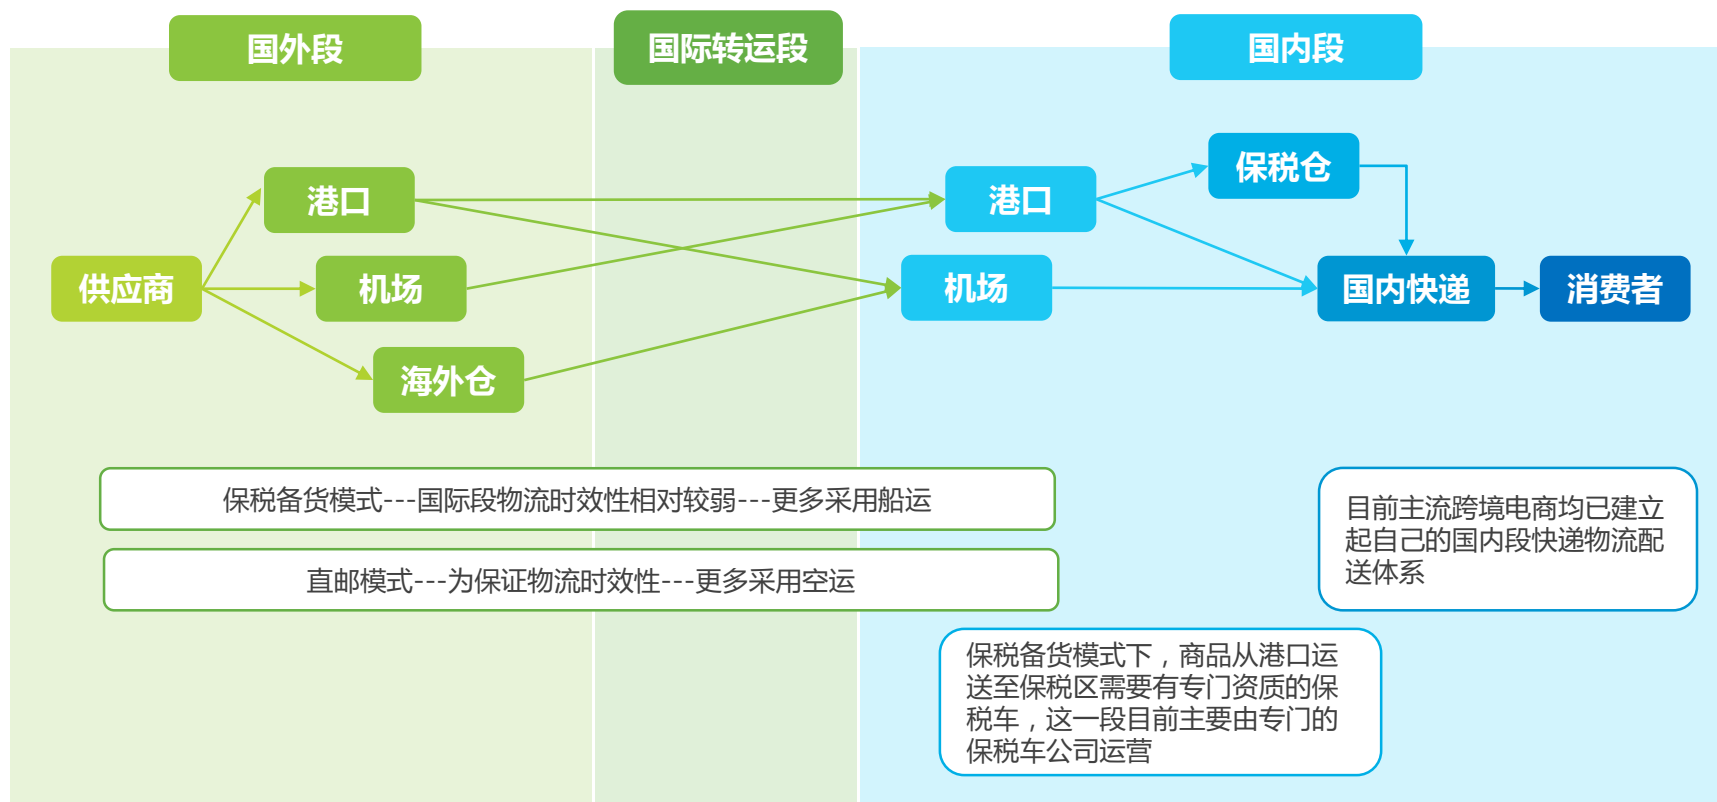 国外段
国际转运段
国内段
保税仓
港口
港口
供应商
机场
机场
国内快递
消费者
海外仓
保税备货模式---国际段物流时效性相对较弱---更多采用船运
直邮模式---为保证物流时效性---更多采用空运
目前主流跨境电商均已建立
起自己的国内段快递物流配
送体系
保税备货模式下，商品从港口运
送至保税区需要有专门资质的保
税车，这一段目前主要由专门的
保税车公司运营